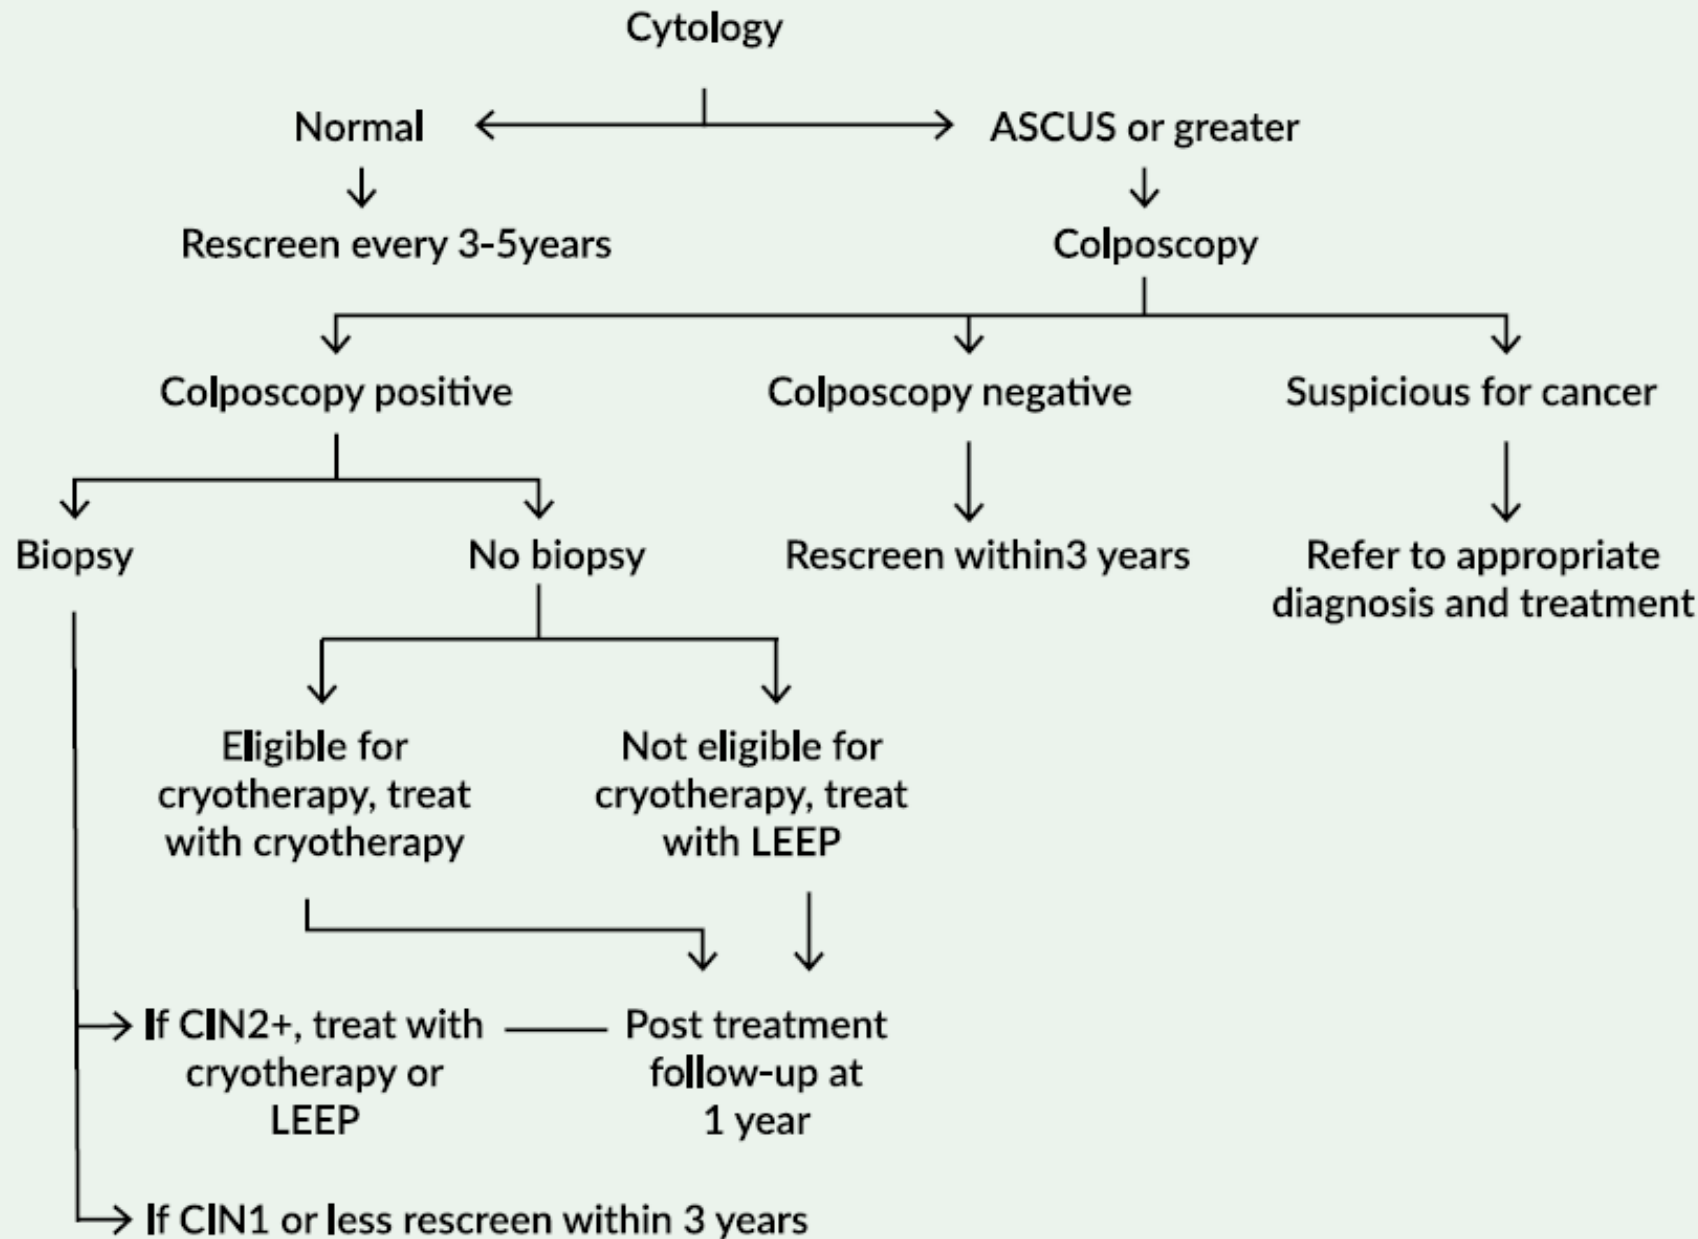 Cytology
Normal
ASCUS or greater
Rescreen every 3-5years
Colposcopy
Colposcopy positive
Colposcopy negative
Suspicious for cancer
Biopsy
No biopsy
Rescreen within3 years
Refer to appropriate
diagnosis and treatment
Eligible for
cryotherapy, treat
with cryotherapy
Not eligible for
cryotherapy, treat
with LEEP
If CIN2+, treat with
cryotherapy or
LEEP
Post treatment
follow-up at
1 year
If CIN1 or less rescreen within 3 years